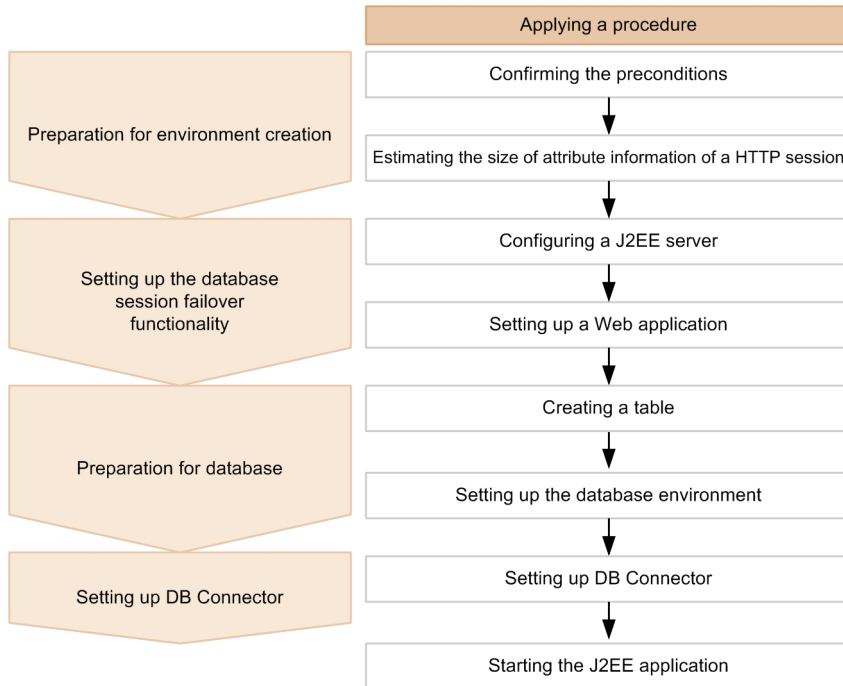 Applying a procedure
Preparation for environment creation
Confirming the preconditions
Estimating the size of attribute information of a HTTP session
Setting up the database
session failover
functionality
Configuring a J2EE server
Setting up a Web application
Preparation for database
Creating a table
Setting up the database environment
Setting up DB Connector
Setting up DB Connector
Starting the J2EE application